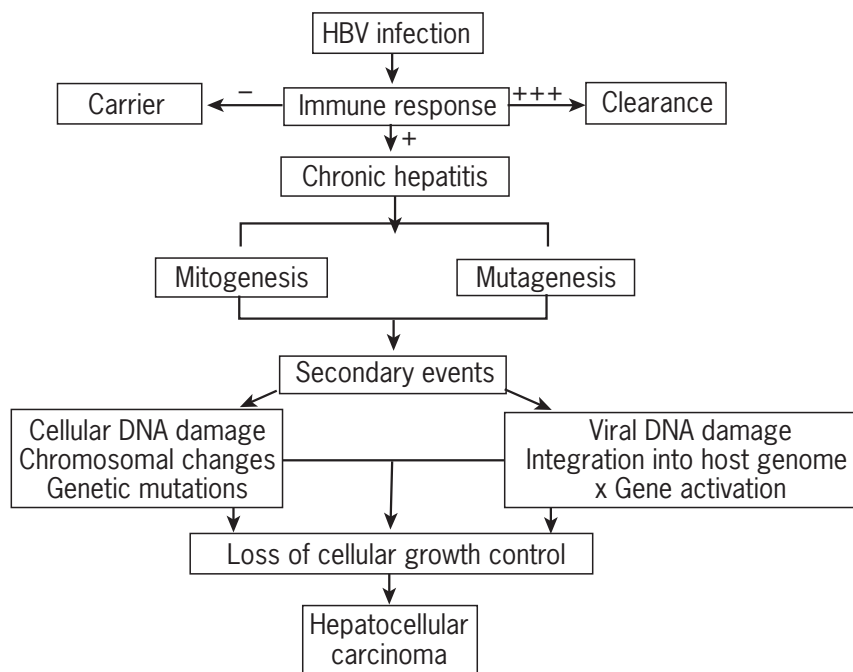 HBV infection
Carrier
–
Immune response
+++
Clearance
+
Chronic hepatitis
Mitogenesis
Mutagenesis
Secondary events
Cellular DNA damage
Chromosomal changes
Genetic mutations
Viral DNA damage
Integration into host genome
x Gene activation
Loss of cellular growth control
Hepatocellular
carcinoma